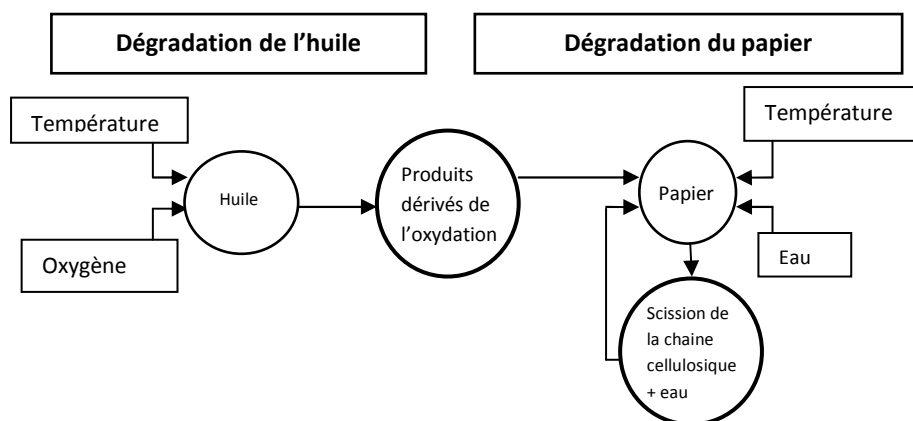 Dégradation de l'huile
Dégradation du papier
Température
Oxygène
Huile
Produits
dérivés de
l'oxydation
Papier
Température
Eau
Scission de
la chaine
cellulosique
+ eau